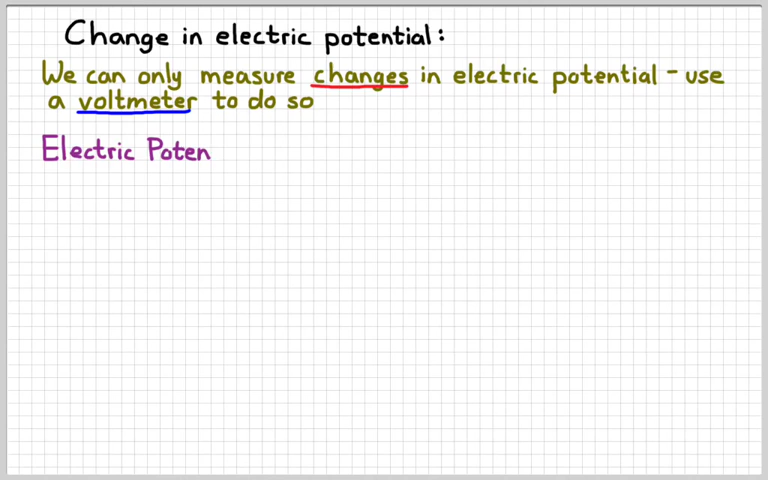 Change in electric potential:
We can only measure changes in electric potential - use
a voltmeter to do so
Electric Poten